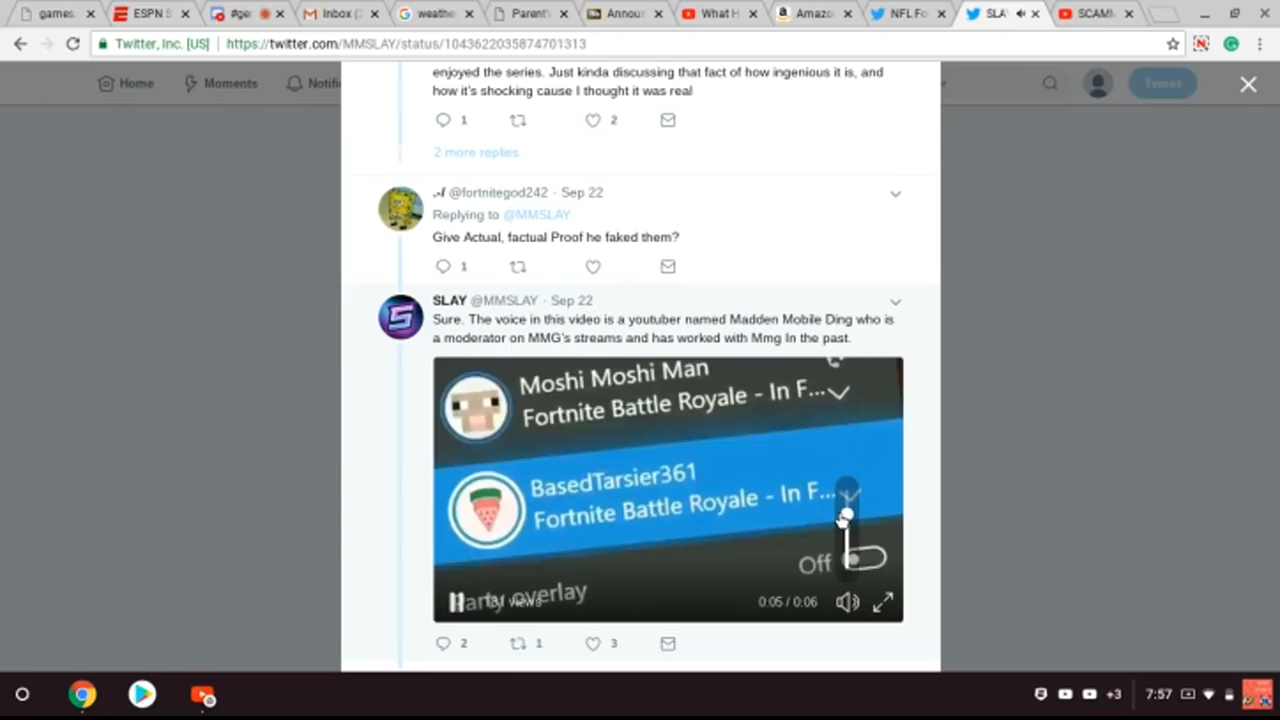 games.
ESPN S
#ge
Inbox (
weathe
Parent'
Annou
What H
Amazo
NFL Fo
SLA
SCAM
Twitter, Inc. [US]
https://twitter.com/MMSLAY/status/1043622035874701313
Home
Moments
Notifi
Tweet
enjoyed the series. Just kinda discussing that fact of how ingenious it is, and
how it's shocking cause I thought it was real
1
2
2 more replies
@fortnitegod242 · Sep 22
Replying to @MMSLAY
Give Actual, factual Proof he faked them?
1
SLAY @MMSLAY · Sep 22
Sure. The voice in this video is a youtuber named Madden Mobile Ding who is
a moderator on MMG's streams and has worked with Mmg In the past.
Moshi Moshi Man
Fortnite Battle Royale - In F...
BasedTarsier361
Fortnite Battle Royale - In F...
Off
Party overlay
views
0:05 / 0:06
2
1
3
+3
7:57